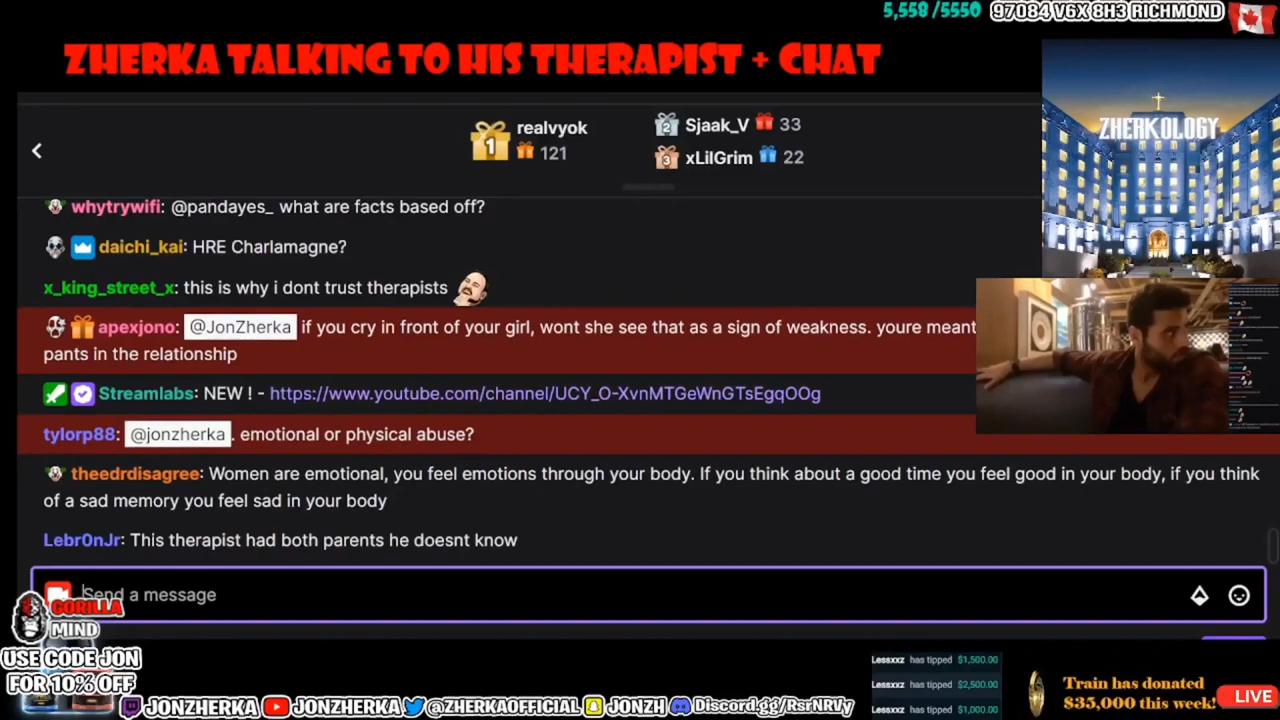 5,558 /5550
97084 V6X 8H3 RICHMOND
ZHERKA TALKING TO HIS THERAPIST + CHAT
ZHERKOLOGY
1 realvyok
121
2 Sjaak_V 33
3 xLilGrim 22
whytrywifi: @pandayes_ what are facts based off?
daichi_kai: HRE Charlamagne?
x_king_street_x: this is why i dont trust therapists
apexjono: @JonZherka if you cry in front of your girl, wont she see that as a sign of weakness. youre meant
pants in the relationship
Streamlabs: NEW ! - https://www.youtube.com/channel/UCY_O-XvnMTGeWnGTsEgqOOg
tylorp88: @jonzherka. emotional or physical abuse?
theedrdisagree: Women are emotional, you feel emotions through your body. If you think about a good time you feel good in your body, if you think
of a sad memory you feel sad in your body
Lebr0nJr: This therapist had both parents he doesnt know
Send a message
GORILLA
MIND
USE CODE JON
FOR 10% OFF
JONZHERKA JONZHERKA @ZHERKAOFFICIAL JONZH Discord.gg/RsrNRVy
Lessxxz has tipped $1,500.00
Lessxxz has tipped $2,500.00
Lessxxz has tipped $1,000.00
Train has donated
$35,000 this week!
LIVE